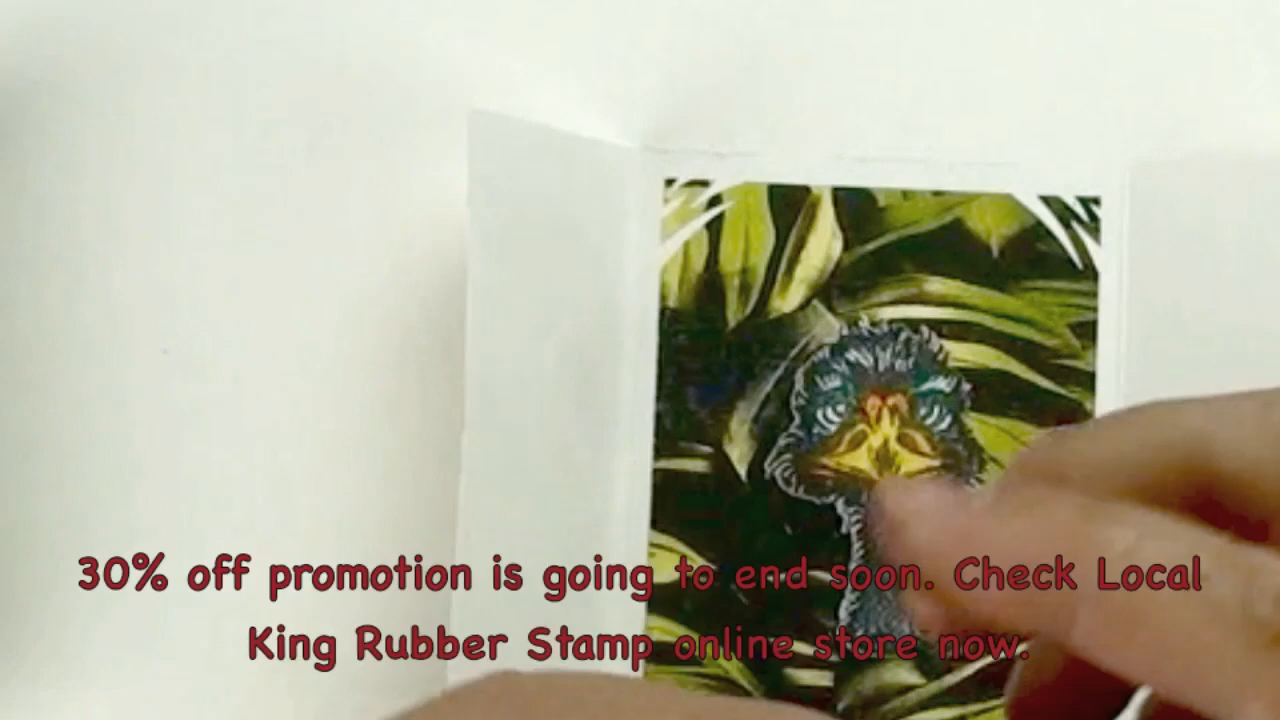 30% off promotion is going to end soon. Check Local
King Rubber Stamp online store now.